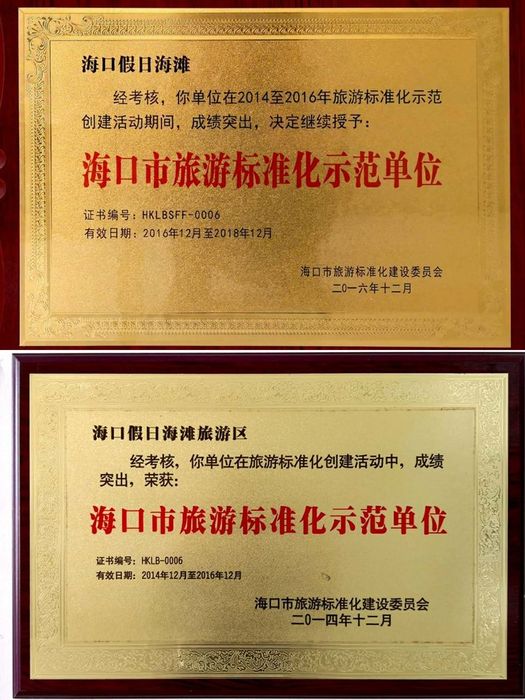 海口假日海滩
经考核，你单位在2014至2016年旅游标准化示范
创建活动期间，成绩突出，决定继续授予：
海口市旅游标准化示范单位
证书编号：HKLBSFF-0006
有效日期：2016年12月至2018年12月
海口市旅游标准化建设委员会
二〇一六年十二月
海口假日海滩旅游区
经考核，你单位在旅游标准化创建活动中，成绩
突出，荣获：
海口市旅游标准化示范单位
证书编号：HKLB-0006
有效日期：2014年12月至2016年12月
海口市旅游标准化建设委员会
二〇一四年十二月